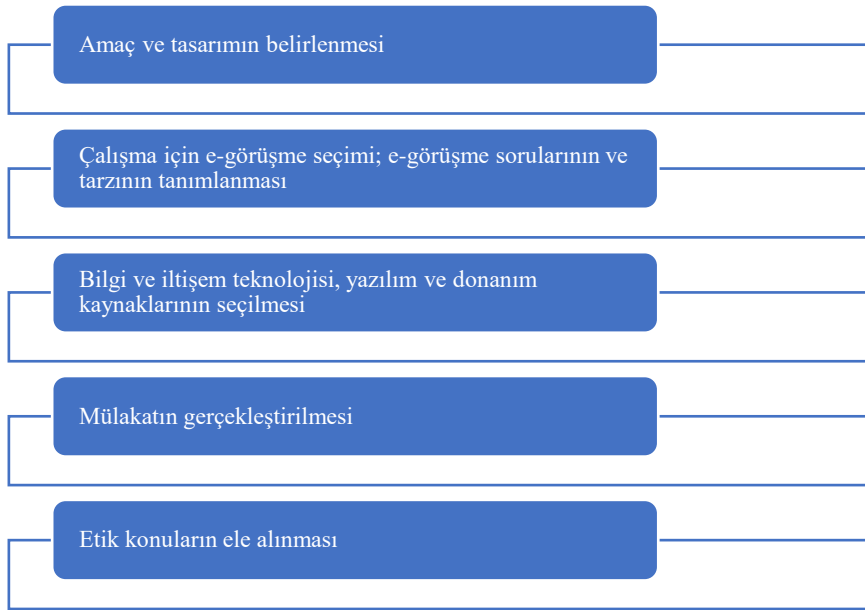 Amaç ve tasarımın belirlenmesi
Çalışma için e-görüşme seçimi; e-görüşme sorularının ve
tarzının tanımlanması
Bilgi ve iltişem teknolojisi, yazılım ve donanım
kaynaklarının seçilmesi
Mülakatın gerçekleştirilmesi
Etik konuların ele alınması